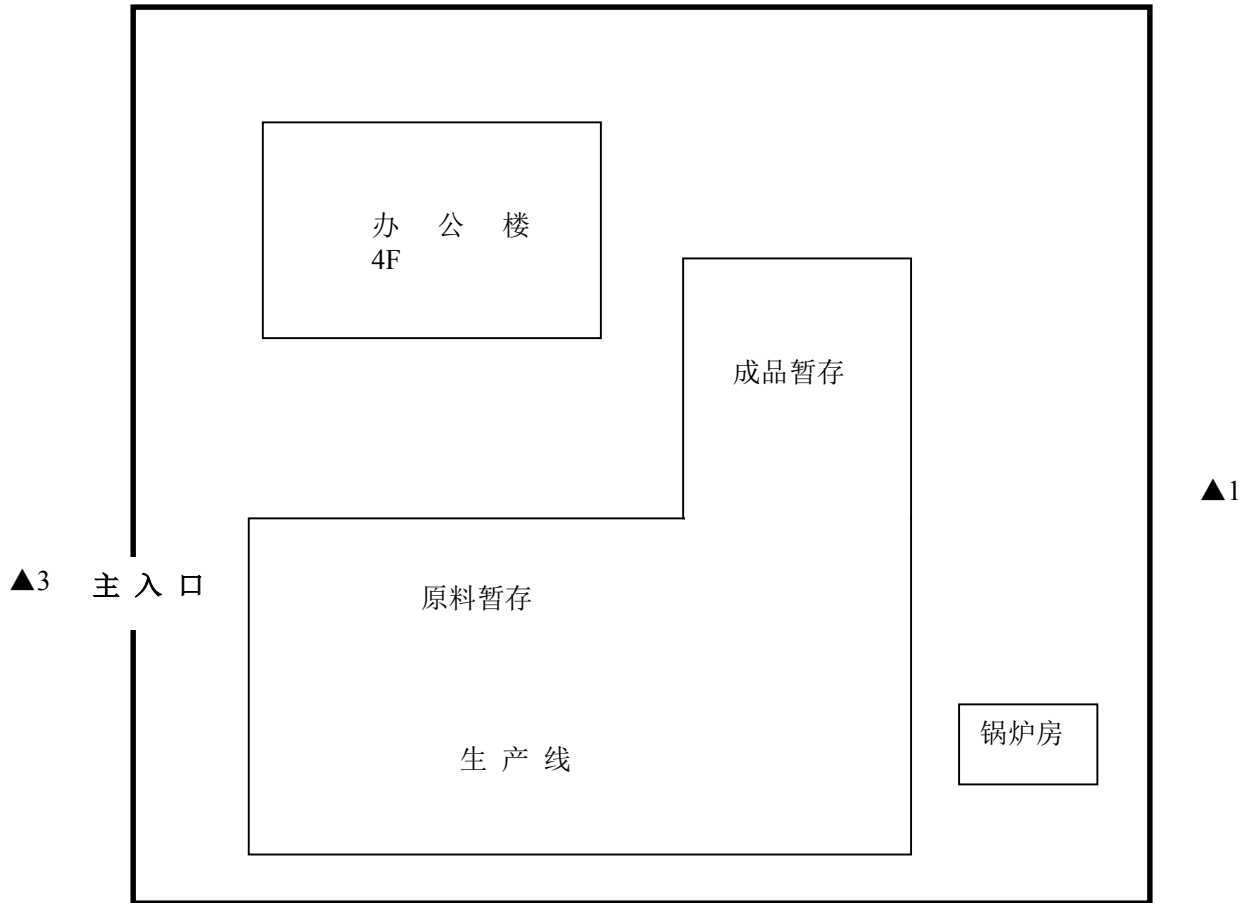 办 公 楼
4F
成品暂存
▲1
▲3 主 入 口
原料暂存
生 产 线
锅炉房